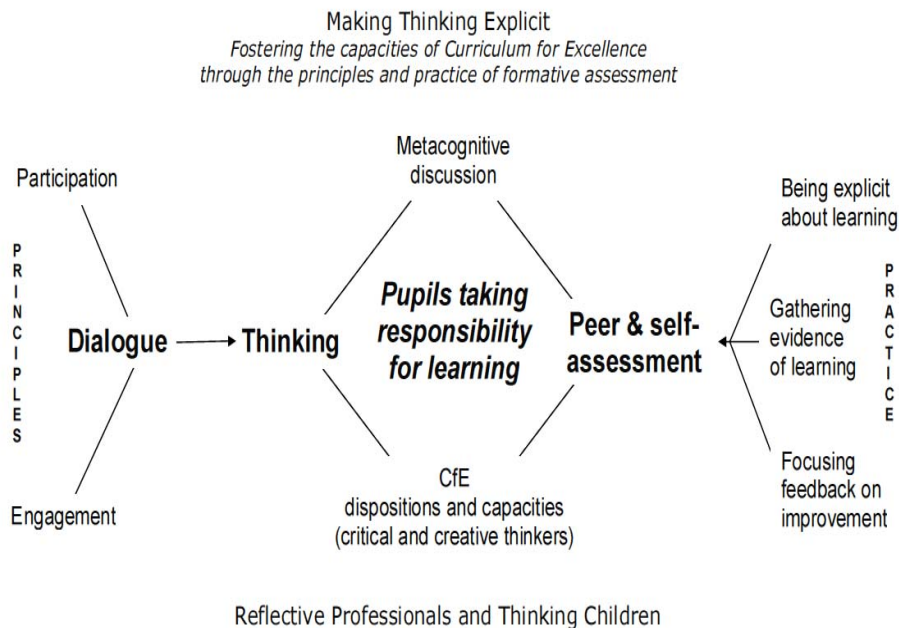 Making Thinking Explicit
Fostering the capacities of Curriculum for Excellence
through the principles and practice of formative assessment
PRINCIPLES
Participation
Dialogue
Engagement
Thinking
Metacognitive
discussion
Pupils taking
responsibility
for learning
CfE
dispositions and capacities
(critical and creative thinkers)
Peer & self-
assessment
Being explicit
about learning
Gathering
evidence
of learning
Focusing
feedback on
improvement
PRACTICE
Reflective Professionals and Thinking Children